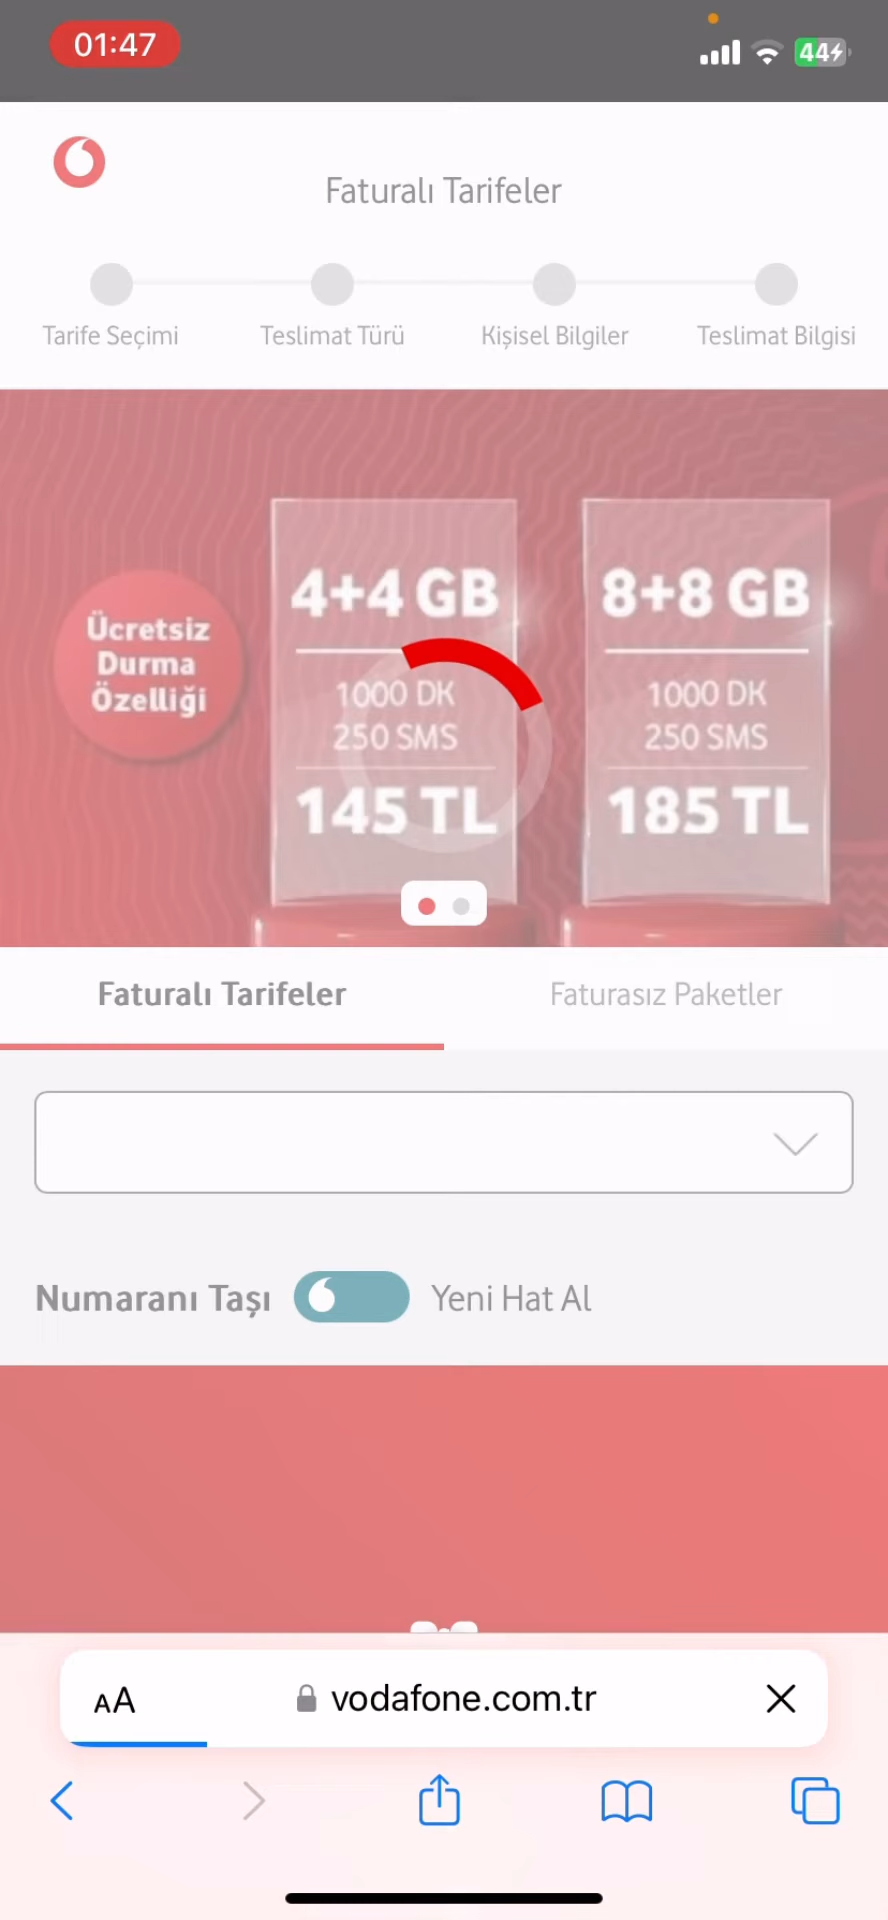 01:47
44
Faturalı Tarifeler
Tarife Seçimi
Teslimat Türü
Kişisel Bilgiler
Teslimat Bilgisi
Ücretsiz
Durma
Özelliği
4+4 GB
1000 DK
250 SMS
145 TL
8+8 GB
1000 DK
250 SMS
185 TL
Faturalı Tarifeler
Faturasız Paketler
Numaranı Taşı
Yeni Hat Al
AA
vodafone.com.tr